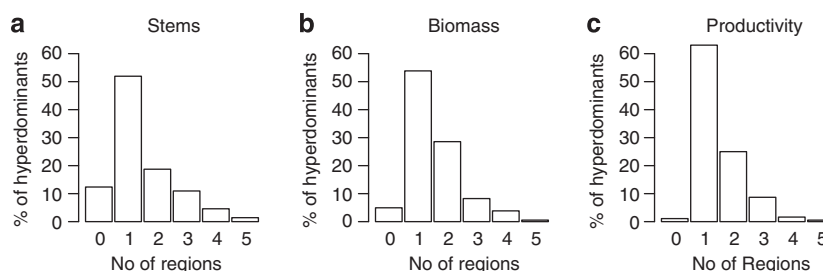 a Stems
% of hyperdominants
60
50
40
30
20
10
0
0 1 2 3 4 5
No of regions
b Biomass
% of hyperdominants
60
50
40
30
20
10
0
0 1 2 3 4 5
No of regions
c Productivity
% of hyperdominants
60
50
40
30
20
10
0
0 1 2 3 4 5
No of Regions